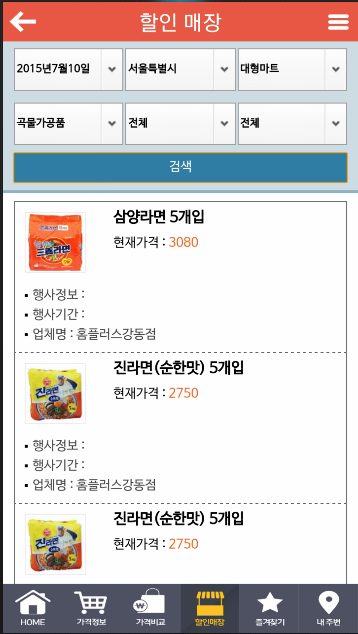 할인 매장
2015년7월10일 서울특별시 대형마트
곡물가공품 전체 전체
검색
삼양라면 5개입
현재가격 : 3080
▪ 행사정보 :
▪ 행사기간 :
▪ 업체명 : 홈플러스강동점
진라면(순한맛) 5개입
현재가격 : 2750
진라면
▪ 행사정보 :
▪ 행사기간 :
▪ 업체명 : 홈플러스강동점
진라면(순한맛) 5개입
현재가격 : 2750
진라면
HOME 가격정보 가격비교 할인매장 즐겨찾기 내 주변